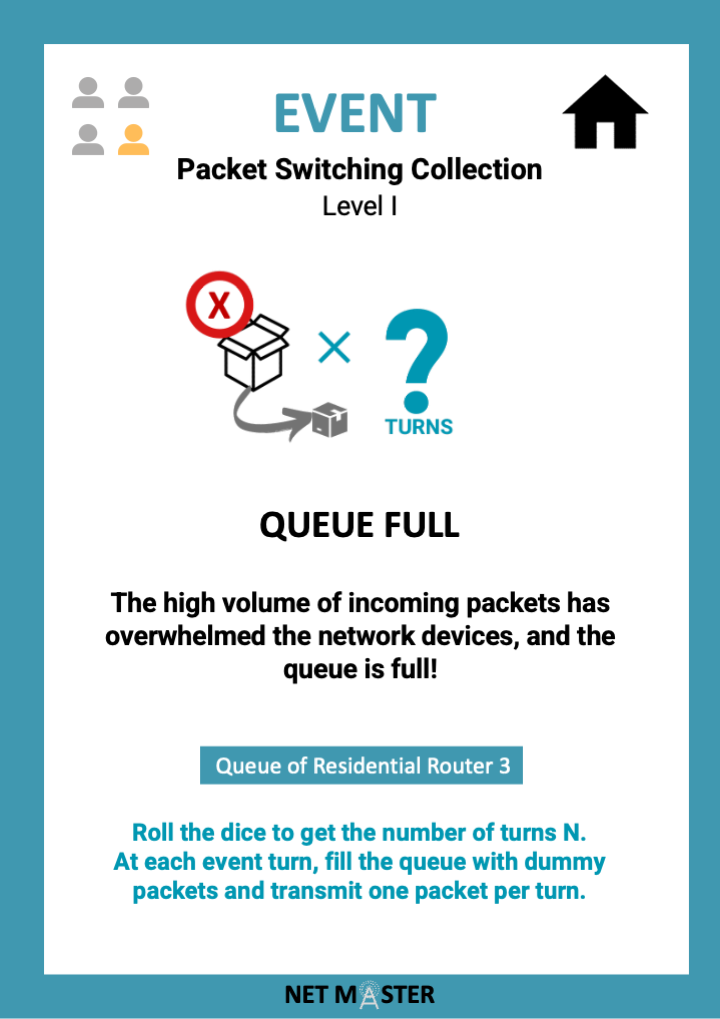 EVENT
Packet Switching Collection
Level I
X
×
?
TURNS
QUEUE FULL
The high volume of incoming packets has
overwhelmed the network devices, and the
queue is full!
Queue of Residential Router 3
Roll the dice to get the number of turns N.
At each event turn, fill the queue with dummy
packets and transmit one packet per turn.
NET MASTER